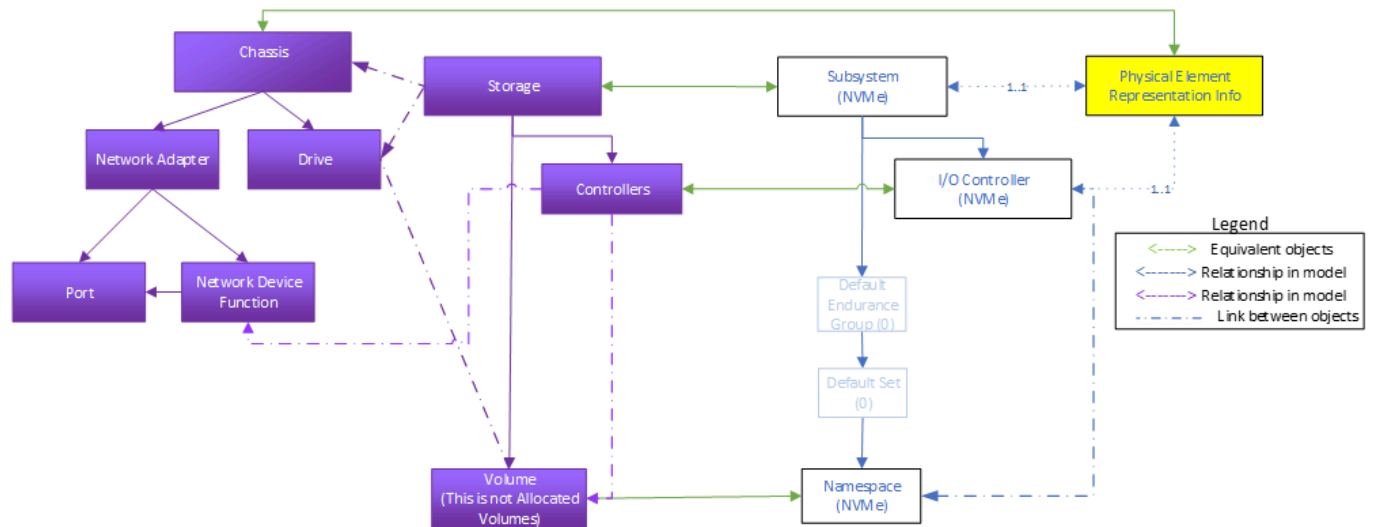 Chassis
Storage
Subsystem
(NVMe)
1..1
Physical Element
Representation Info
Network Adapter
Drive
Controllers
I/O Controller
(NVMe)
1..1
Legend
Equivalent objects
Relationship in model
Relationship in model
Link between objects
Port
Network Device
Function
Default
Endurance
Group (0)
Default Set
(0)
Volume
(This is not Allocated
Volumes)
Namespace
(NVMe)